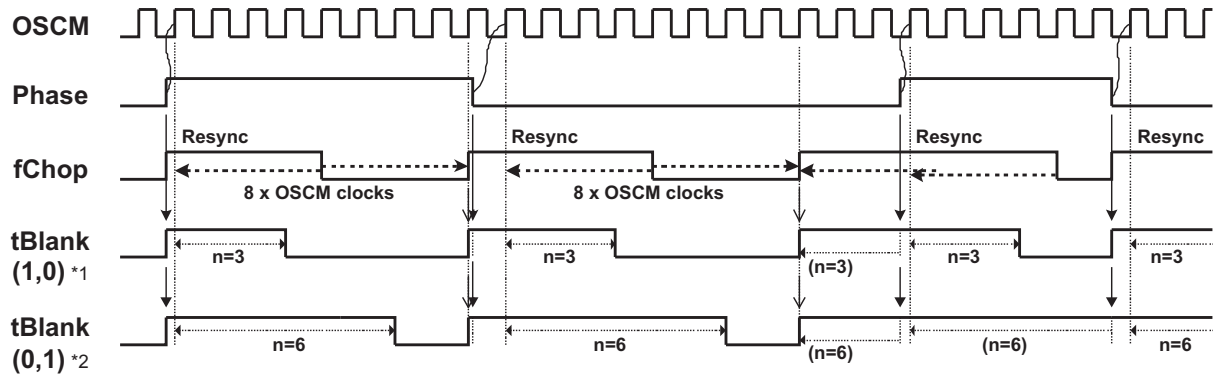 OSCM
Phase
Resync Resync Resync Resync
fChop
8 x OSCM clocks 8 x OSCM clocks
tBlank
(1,0) *1
n=3 n=3 (n=3) n=3 n=3
tBlank
(0,1) *2
n=6 n=6 (n=6) (n=6) n=6